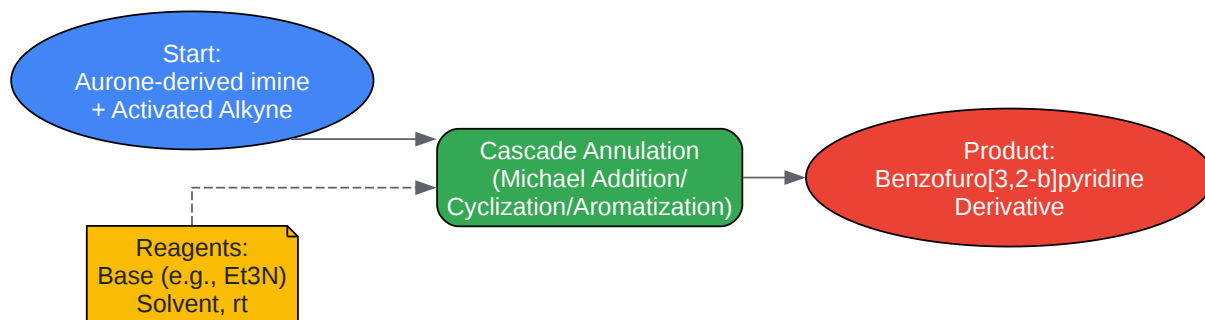 Start:
Aurone-derived imine
+ Activated Alkyne
Cascade Annulation
(Michael Addition/
Cyclization/Aromatization)
Product:
Benzofuro[3,2-b]pyridine
Derivative
Reagents:
Base (e.g., Et3N)
Solvent, rt